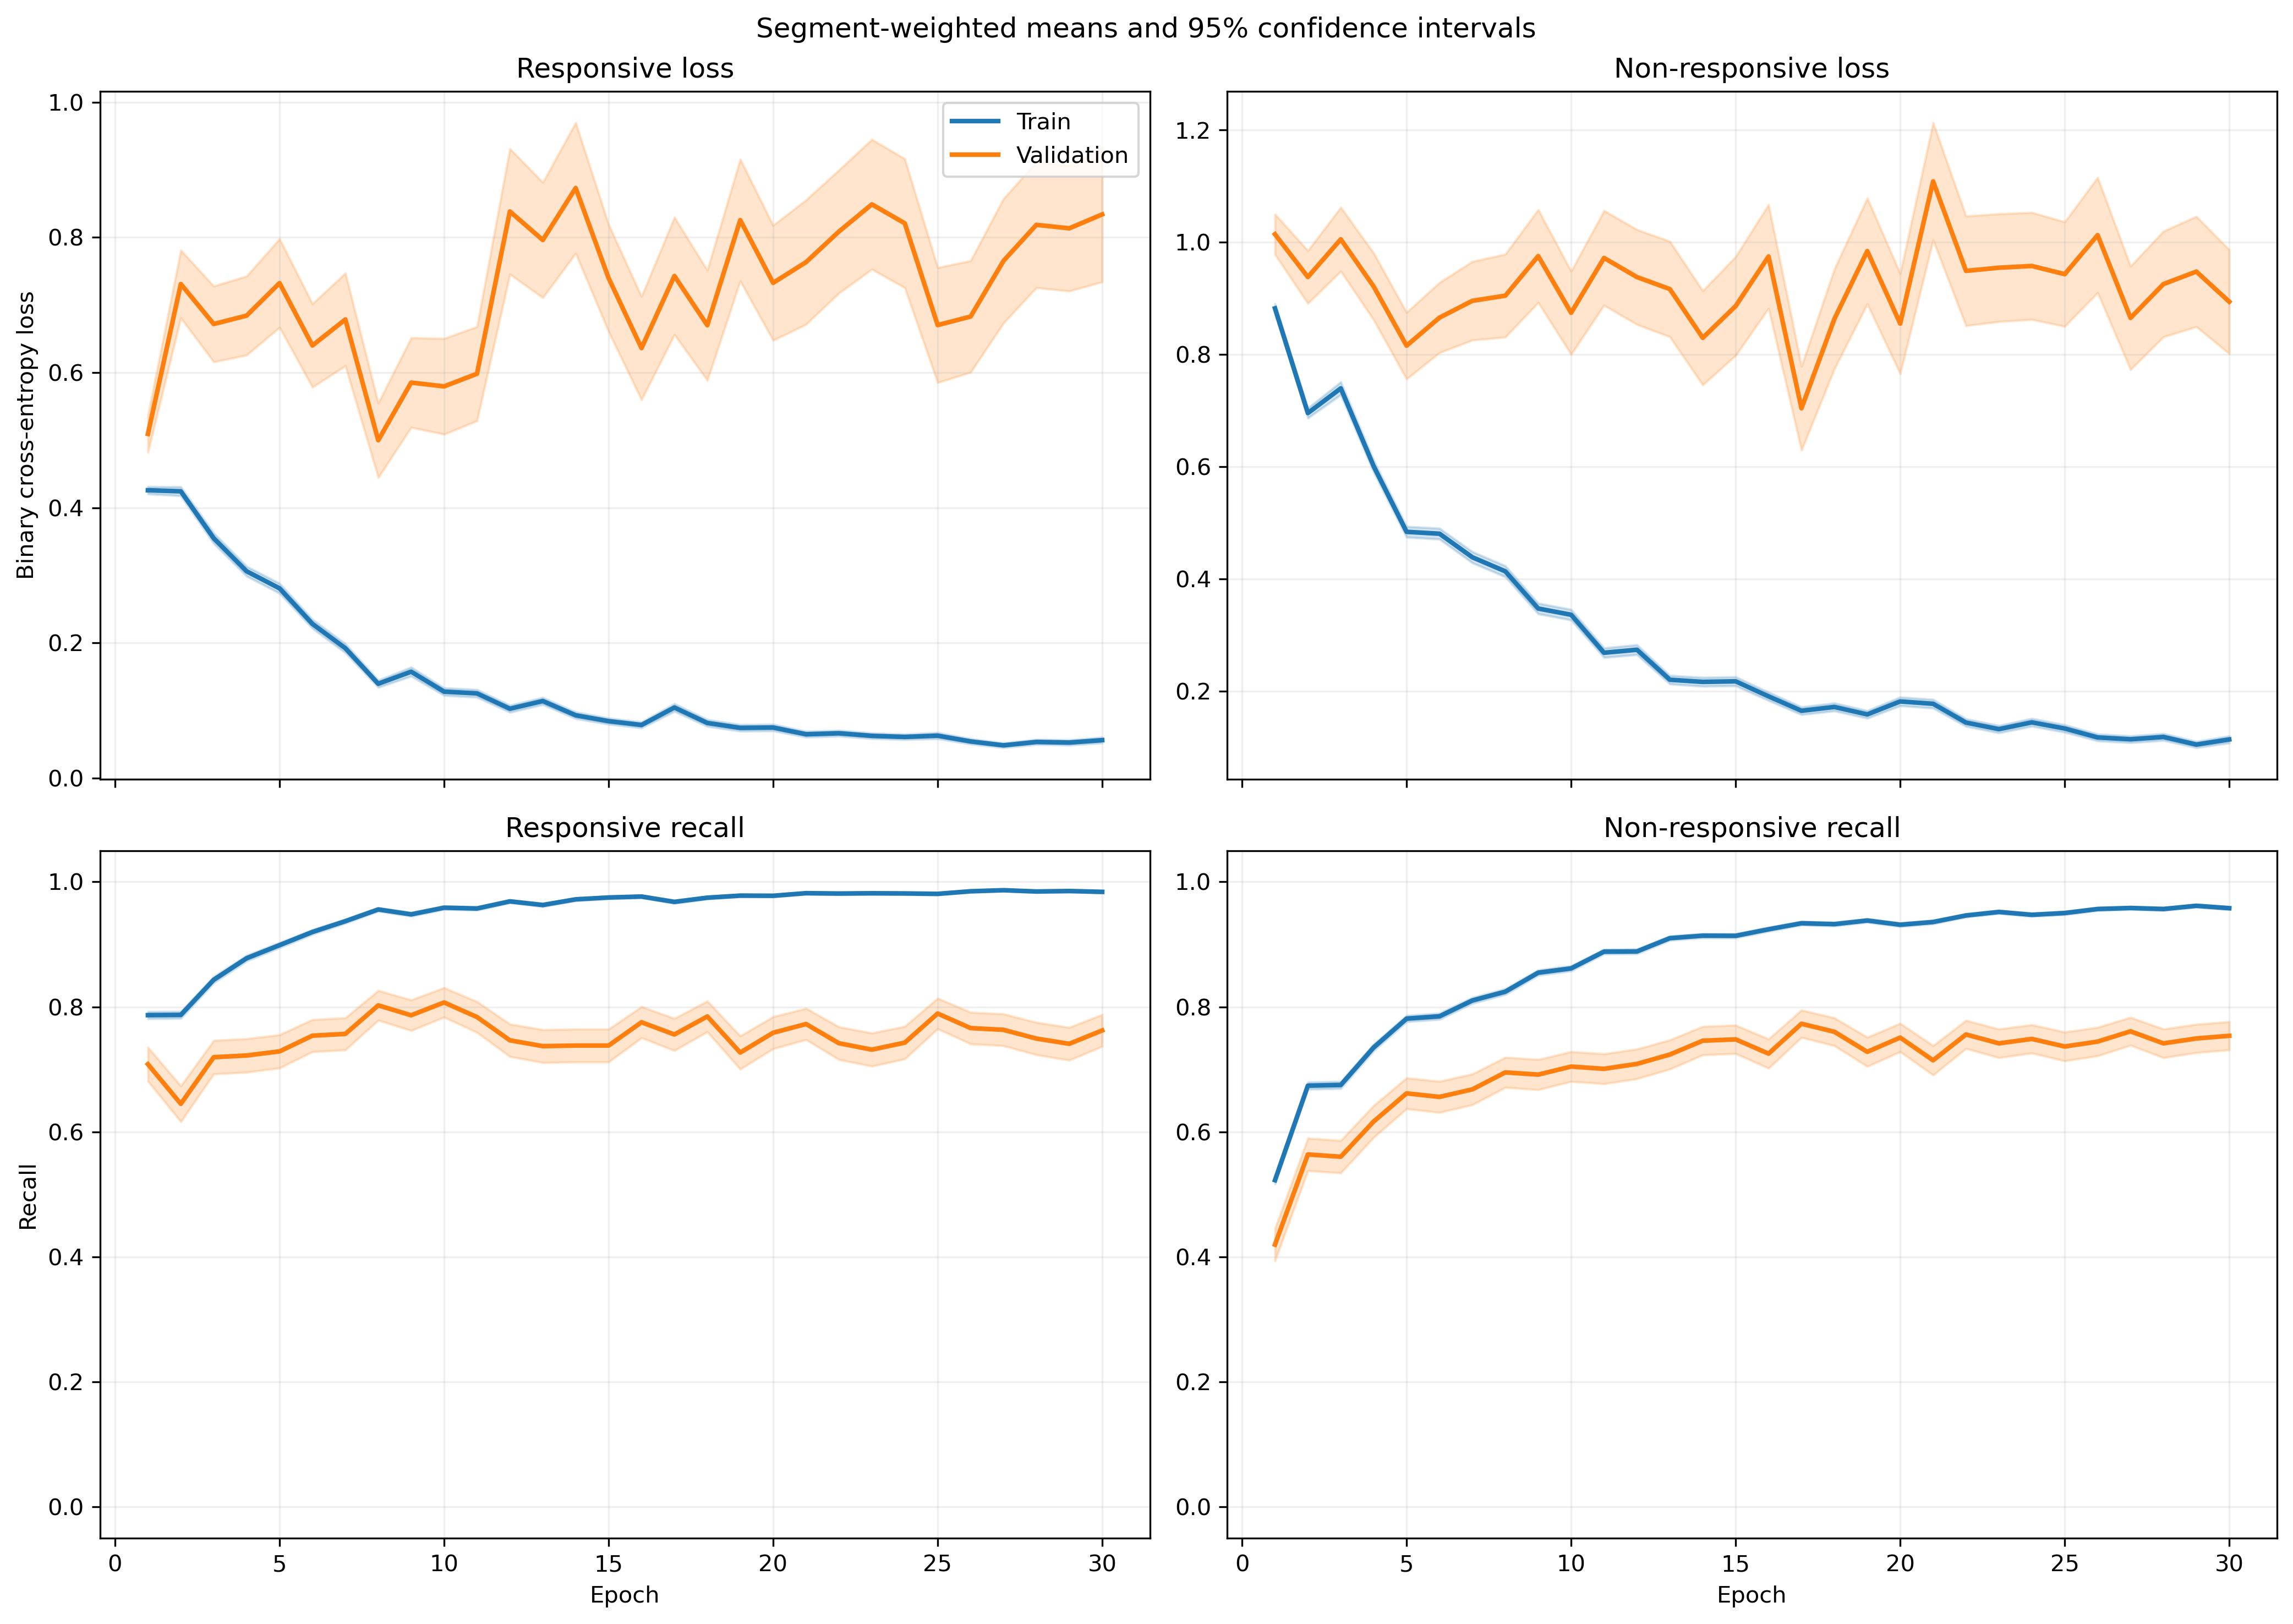 Segment-weighted means and 95% confidence intervals
Responsive loss
Non-responsive loss
Train
Validation
Binary cross-entropy loss
1.0
0.8
0.6
0.4
0.2
0.0
1.2
1.0
0.8
0.6
0.4
0.2
Responsive recall
Non-responsive recall
Recall
1.0
0.8
0.6
0.4
0.2
0.0
0 5 10 15 20 25 30
Epoch
1.0
0.8
0.6
0.4
0.2
0.0
0 5 10 15 20 25 30
Epoch